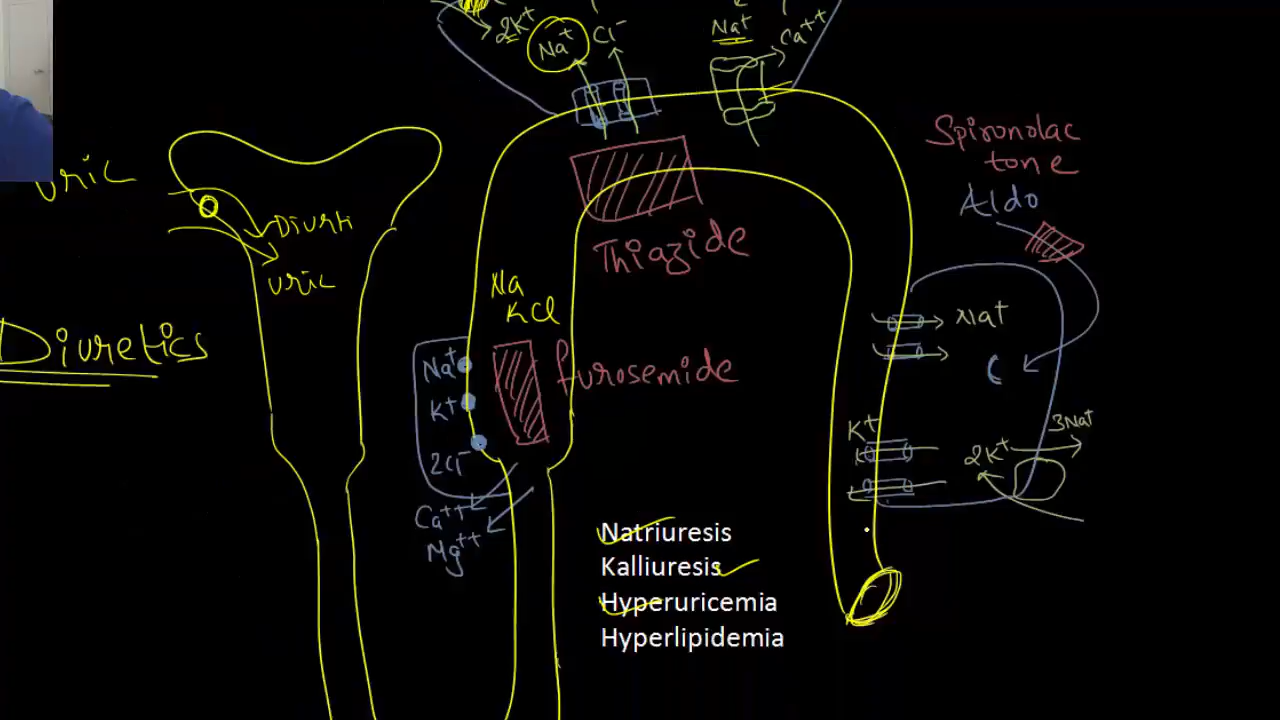 2K+
Na+
Cl-
Na+
Ca++
uric
Diurti
uric
Diuretics
Thiazide
Spironolac
tone
Aldo
Na
KCl
furosemide
Na+
K+
2Cl-
Ca++
Mg++
Na+
K+
3Na+
2K+
Natriuresis
Kalliuresis
Hyperuricemia
Hyperlipidemia